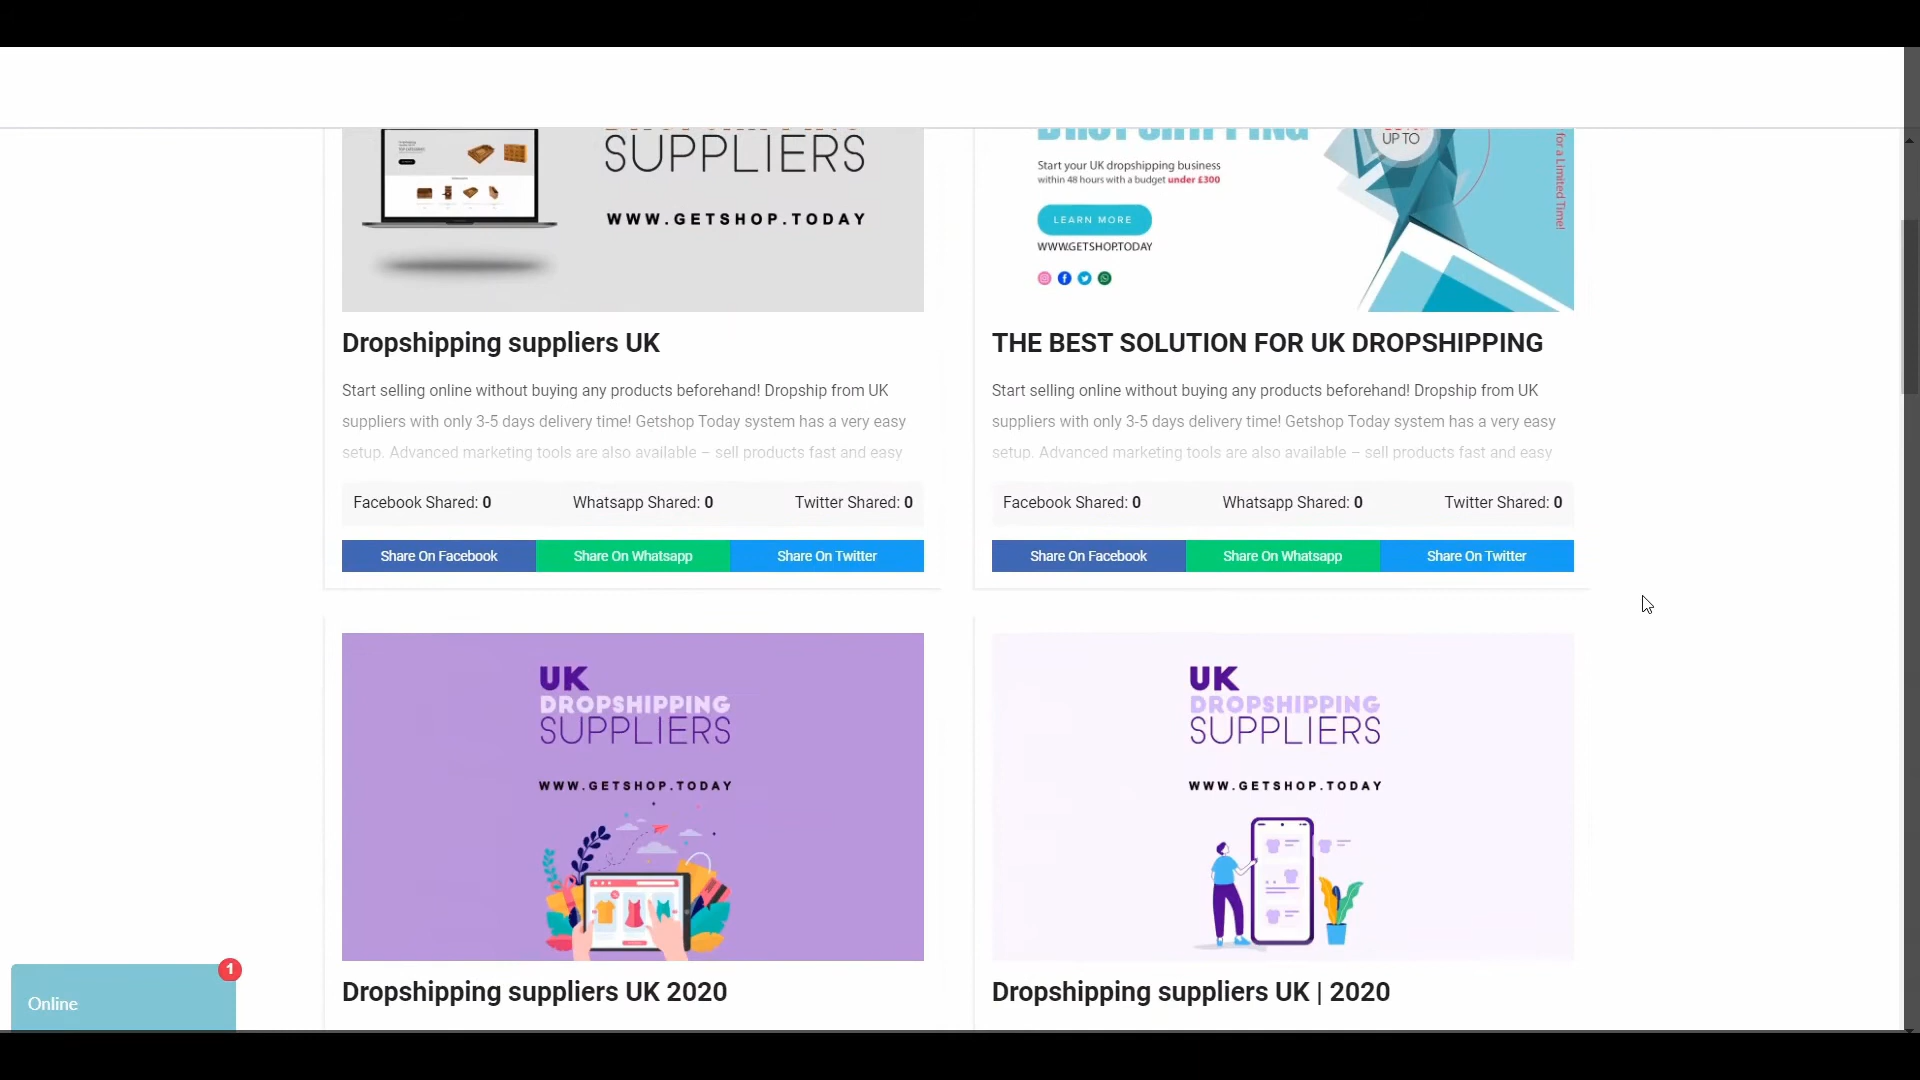 SUPPLIERS
WWW.GETSHOP.TODAY
UP TO
for a Limited Time!
Start your UK dropshipping business
within 48 hours with a budget under £300
LEARN MORE
WWW.GETSHOP.TODAY
Dropshipping suppliers UK
Start selling online without buying any products beforehand! Dropship from UK
suppliers with only 3-5 days delivery time! Getshop Today system has a very easy
setup. Advanced marketing tools are also available – sell products fast and easy
Facebook Shared: 0 Whatsapp Shared: 0 Twitter Shared: 0
Share On Facebook Share On Whatsapp Share On Twitter
THE BEST SOLUTION FOR UK DROPSHIPPING
Start selling online without buying any products beforehand! Dropship from UK
suppliers with only 3-5 days delivery time! Getshop Today system has a very easy
setup. Advanced marketing tools are also available – sell products fast and easy
Facebook Shared: 0 Whatsapp Shared: 0 Twitter Shared: 0
Share On Facebook Share On Whatsapp Share On Twitter
UK
DROPSHIPPING
SUPPLIERS
WWW.GETSHOP.TODAY
Dropshipping suppliers UK 2020
UK
DROPSHIPPING
SUPPLIERS
WWW.GETSHOP.TODAY
Dropshipping suppliers UK | 2020
1
Online